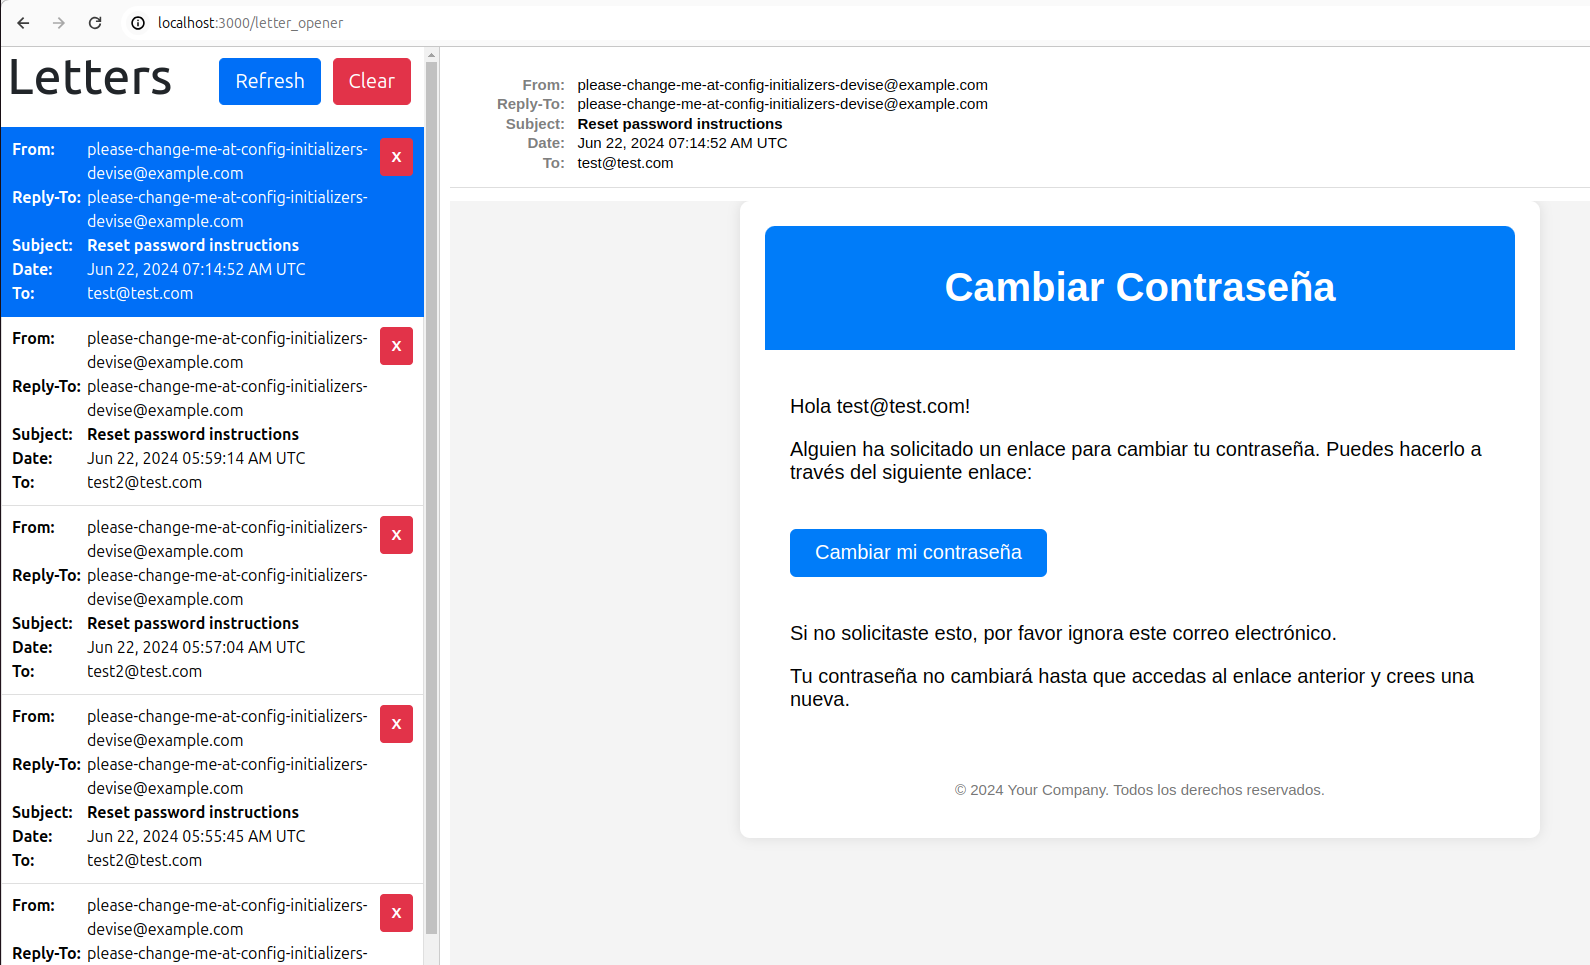 localhost:3000/letter_opener
Letters
Refresh
Clear
From: please-change-me-at-config-initializers-
devise@example.com
X
Reply-To: please-change-me-at-config-initializers-
devise@example.com
Subject: Reset password instructions
Date: Jun 22, 2024 07:14:52 AM UTC
To: test@test.com
From: please-change-me-at-config-initializers-
devise@example.com
X
Reply-To: please-change-me-at-config-initializers-
devise@example.com
Subject: Reset password instructions
Date: Jun 22, 2024 05:59:14 AM UTC
To: test2@test.com
From: please-change-me-at-config-initializers-
devise@example.com
X
Reply-To: please-change-me-at-config-initializers-
devise@example.com
Subject: Reset password instructions
Date: Jun 22, 2024 05:57:04 AM UTC
To: test2@test.com
From: please-change-me-at-config-initializers-
devise@example.com
X
Reply-To: please-change-me-at-config-initializers-
devise@example.com
Subject: Reset password instructions
Date: Jun 22, 2024 05:55:45 AM UTC
To: test2@test.com
From: please-change-me-at-config-initializers-
devise@example.com
X
Reply-To: please-change-me-at-config-initializers-
From: please-change-me-at-config-initializers-devise@example.com
Reply-To: please-change-me-at-config-initializers-devise@example.com
Subject: Reset password instructions
Date: Jun 22, 2024 07:14:52 AM UTC
To: test@test.com
Cambiar Contraseña
Hola test@test.com!
Alguien ha solicitado un enlace para cambiar tu contraseña. Puedes hacerlo a
través del siguiente enlace:
Cambiar mi contraseña
Si no solicitaste esto, por favor ignora este correo electrónico.
Tu contraseña no cambiará hasta que accedas al enlace anterior y crees una
nueva.
© 2024 Your Company. Todos los derechos reservados.